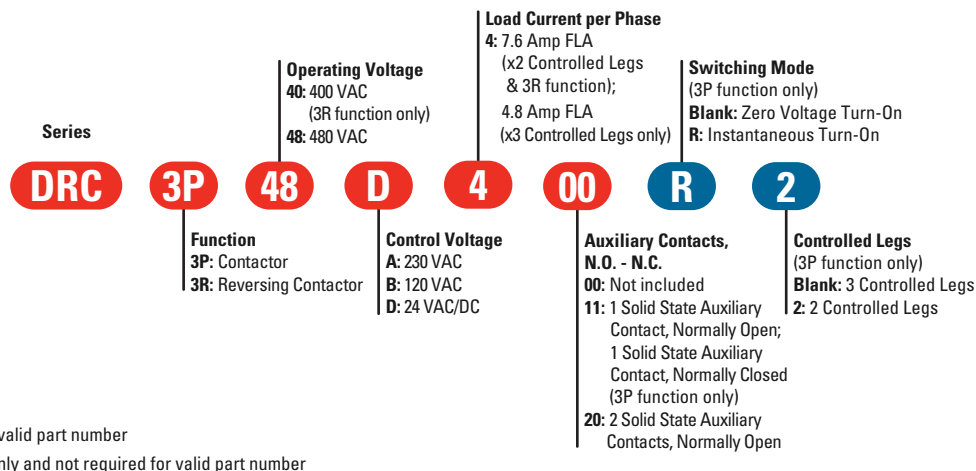 Load Current per Phase
4: 7.6 Amp FLA
(x2 Controlled Legs
& 3R function);
4.8 Amp FLA
(x3 Controlled Legs only)
Operating Voltage
40: 400 VAC
(3R function only)
48: 480 VAC
Switching Mode
(3P function only)
Blank: Zero Voltage Turn-On
R: Instantaneous Turn-On
Series
DRC 3P 48 D 4 00 R 2
Function
3P: Contactor
3R: Reversing Contactor
Control Voltage
A: 230 VAC
B: 120 VAC
D: 24 VAC/DC
Auxiliary Contacts,
N.O. - N.C.
00: Not included
11: 1 Solid State Auxiliary
Contact, Normally Open;
1 Solid State Auxiliary
Contact, Normally Closed
(3P function only)
20: 2 Solid State Auxiliary
Contacts, Normally Open
Controlled Legs
(3P function only)
Blank: 3 Controlled Legs
2: 2 Controlled Legs
valid part number
nly and not required for valid part number